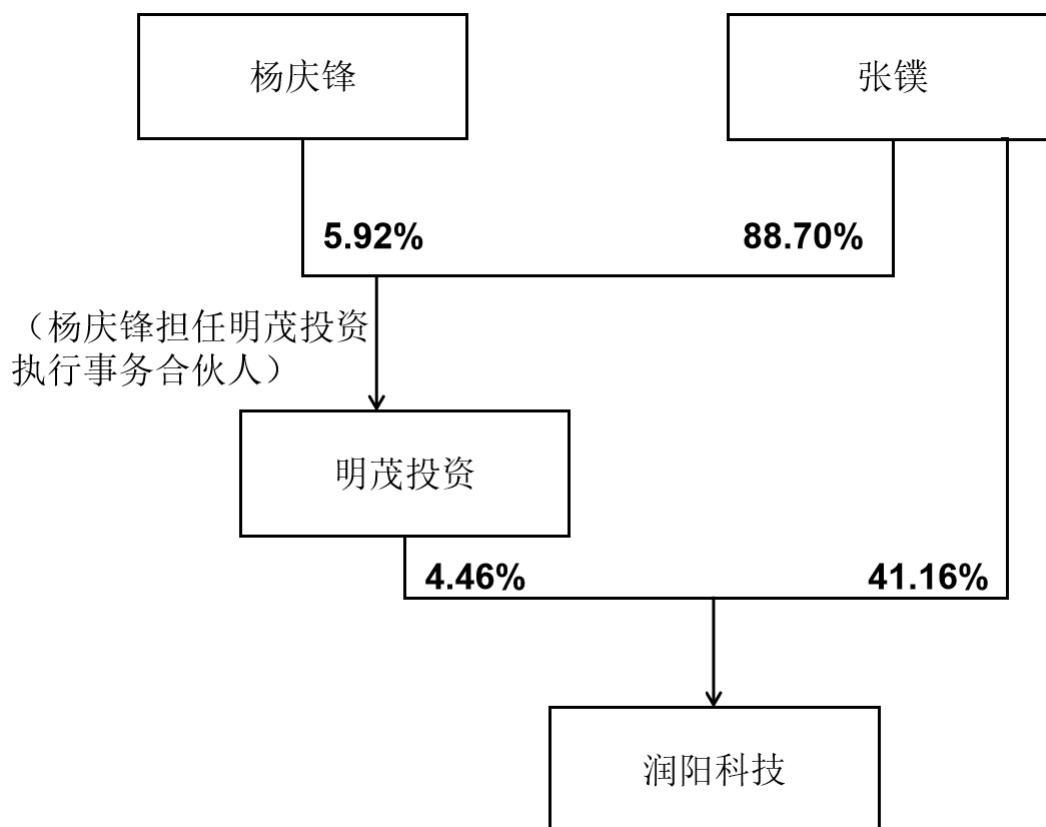 杨庆锋
张镤
5.92%
88.70%
（杨庆锋担任明茂投资
执行事务合伙人）
明茂投资
4.46%
41.16%
润阳科技